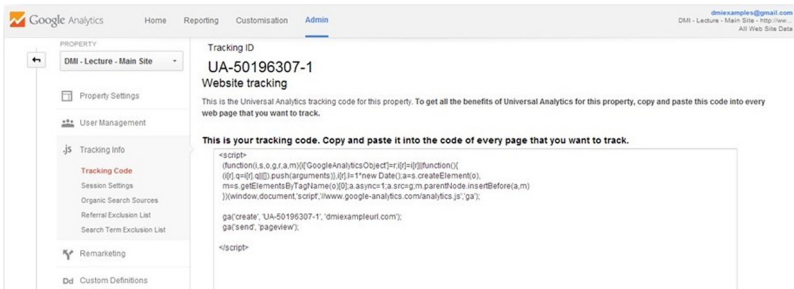 Google Analytics
Home
Reporting
Customisation
Admin
dmiexamples@gmail.com
DMI - Lecture - Main Site - http://ww...
All Web Site Data
PROPERTY
DMI - Lecture - Main Site
Property Settings
User Management
.js Tracking Info
Tracking Code
Session Settings
Organic Search Sources
Referral Exclusion List
Search Term Exclusion List
Remarketing
Dd Custom Definitions
Tracking ID
UA-50196307-1
Website tracking
This is the Universal Analytics tracking code for this property. To get all the benefits of Universal Analytics for this property, copy and paste this code into every
web page that you want to track.
This is your tracking code. Copy and paste it into the code of every page that you want to track.
<script>
(function(i,s,o,g,r,a,m){i['GoogleAnalyticsObject']=r;i[r]=i[r]||function(){
(i[r].q=i[r].q||[]).push(arguments)},i[r].l=1*new Date();a=s.createElement(o),
m=s.getElementsByTagName(o)[0];a.async=1;a.src=g;m.parentNode.insertBefore(a,m)
})(window,document,'script','//www.google-analytics.com/analytics.js','ga');
ga('create', 'UA-50196307-1', 'dmiexampleurl.com');
ga('send', 'pageview');
</script>